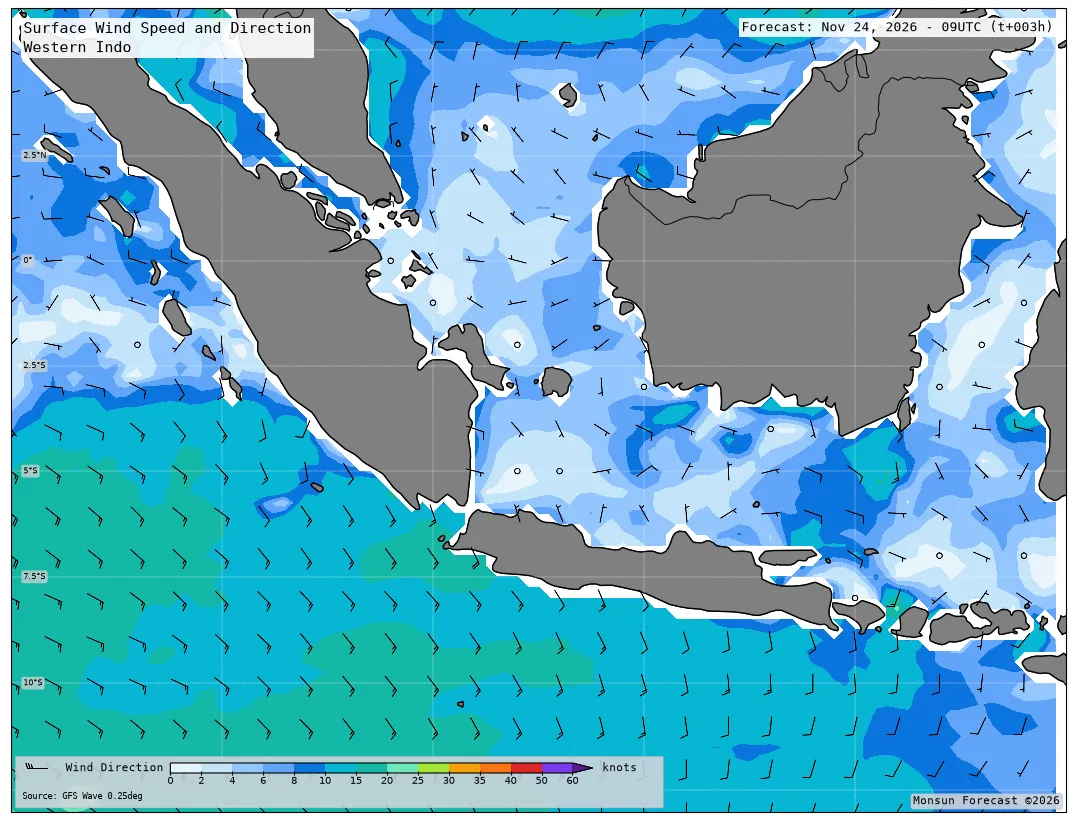 Surface Wind Speed and Direction
Western Indo
Forecast: Nov 24, 2026 - 09UTC (t+003h)
2.5°N
0°
2.5°S
5°S
7.5°S
10°S
Wind Direction
0 2 4 6 8 10 15 20 25 30 35 40 50 60
knots
Source: GFS Wave 0.25deg
Monsun Forecast ©2026